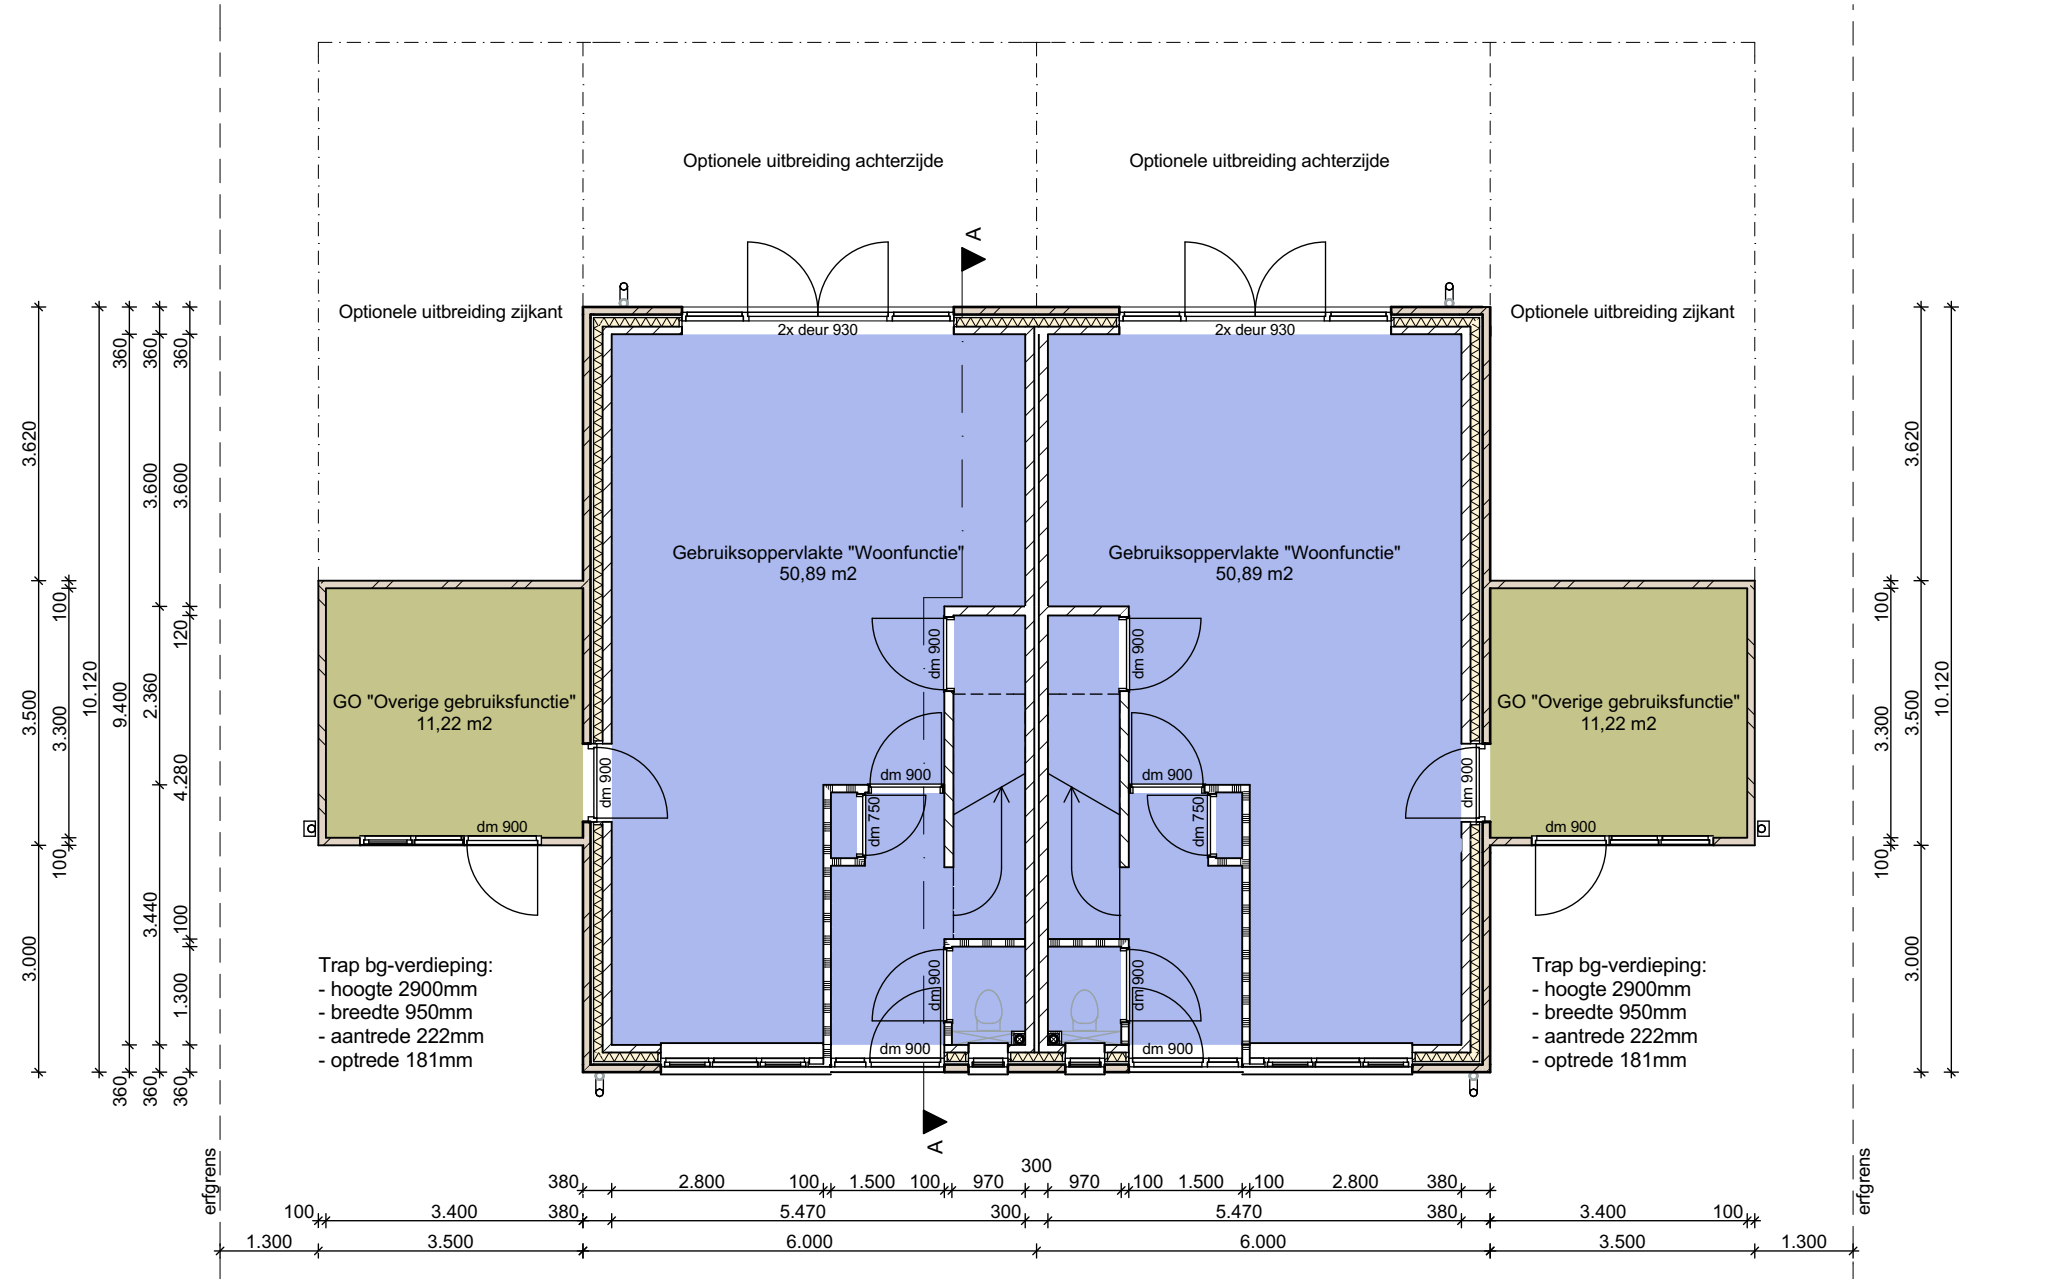 Optionele uitbreiding achterzijde
Optionele uitbreiding achterzijde
A
Optionele uitbreiding zijkant
Optionele uitbreiding zijkant
2x deur 930
2x deur 930
360
360
360
3.620
3.600
3.600
3.620
Gebruiksoppervlakte "Woonfunctie"
50,89 m2
Gebruiksoppervlakte "Woonfunctie"
50,89 m2
100
120
100
dm 900
dm 900
GO "Overige gebruiksfunctie"
11,22 m2
GO "Overige gebruiksfunctie"
11,22 m2
3.500
3.300
10.120
9.400
2.360
4.280
3.300
3.500
10.120
dm 900
dm 900
dm 900
dm 900
dm 750
dm 750
dm 900
dm 900
100
100
3.440
100
3.000
1.300
3.000
dm 900
dm 900
dm 900
dm 900
Trap bg-verdieping:
- hoogte 2900mm
- breedte 950mm
- aantrede 222mm
- optrede 181mm
Trap bg-verdieping:
- hoogte 2900mm
- breedte 950mm
- aantrede 222mm
- optrede 181mm
360
360
360
A
erfgrens
erfgrens
300
380
2.800
100
1.500
100
970
970
100
1.500
100
2.800
380
100
3.400
380
5.470
300
5.470
380
3.400
100
1.300
3.500
6.000
6.000
3.500
1.300